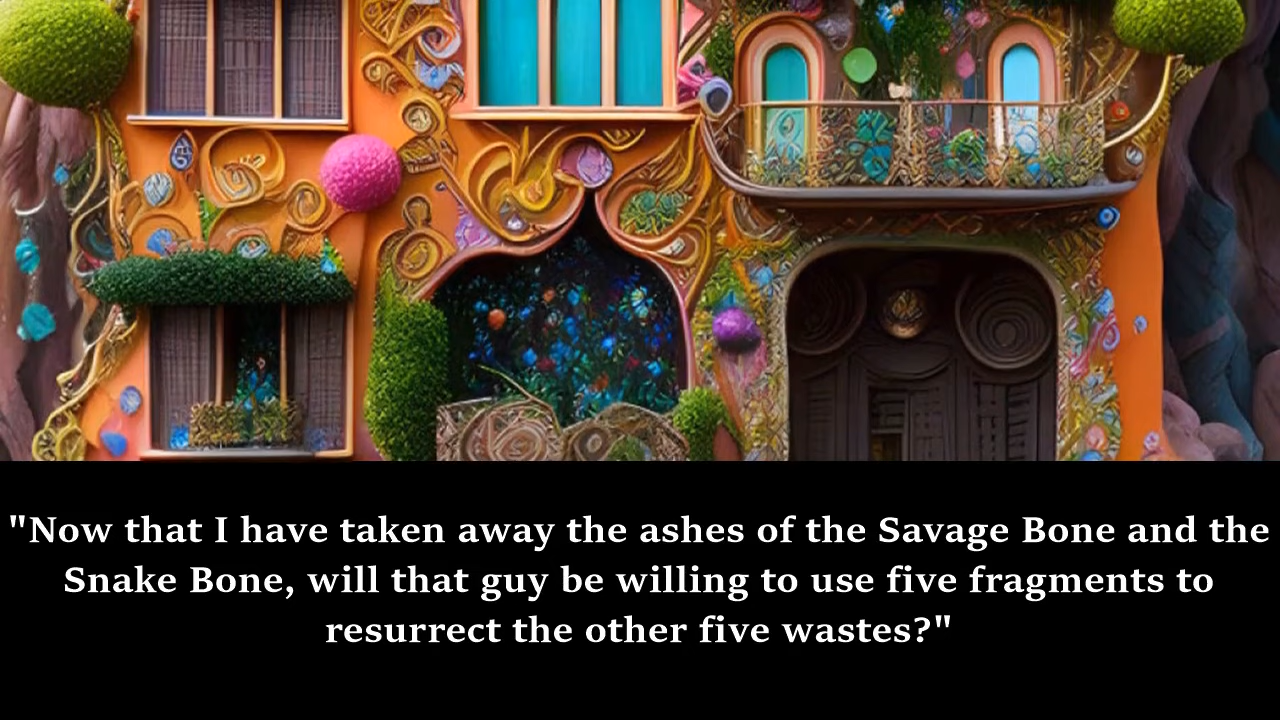 "Now that I have taken away the ashes of the Savage Bone and the
Snake Bone, will that guy be willing to use five fragments to
resurrect the other five wastes?"